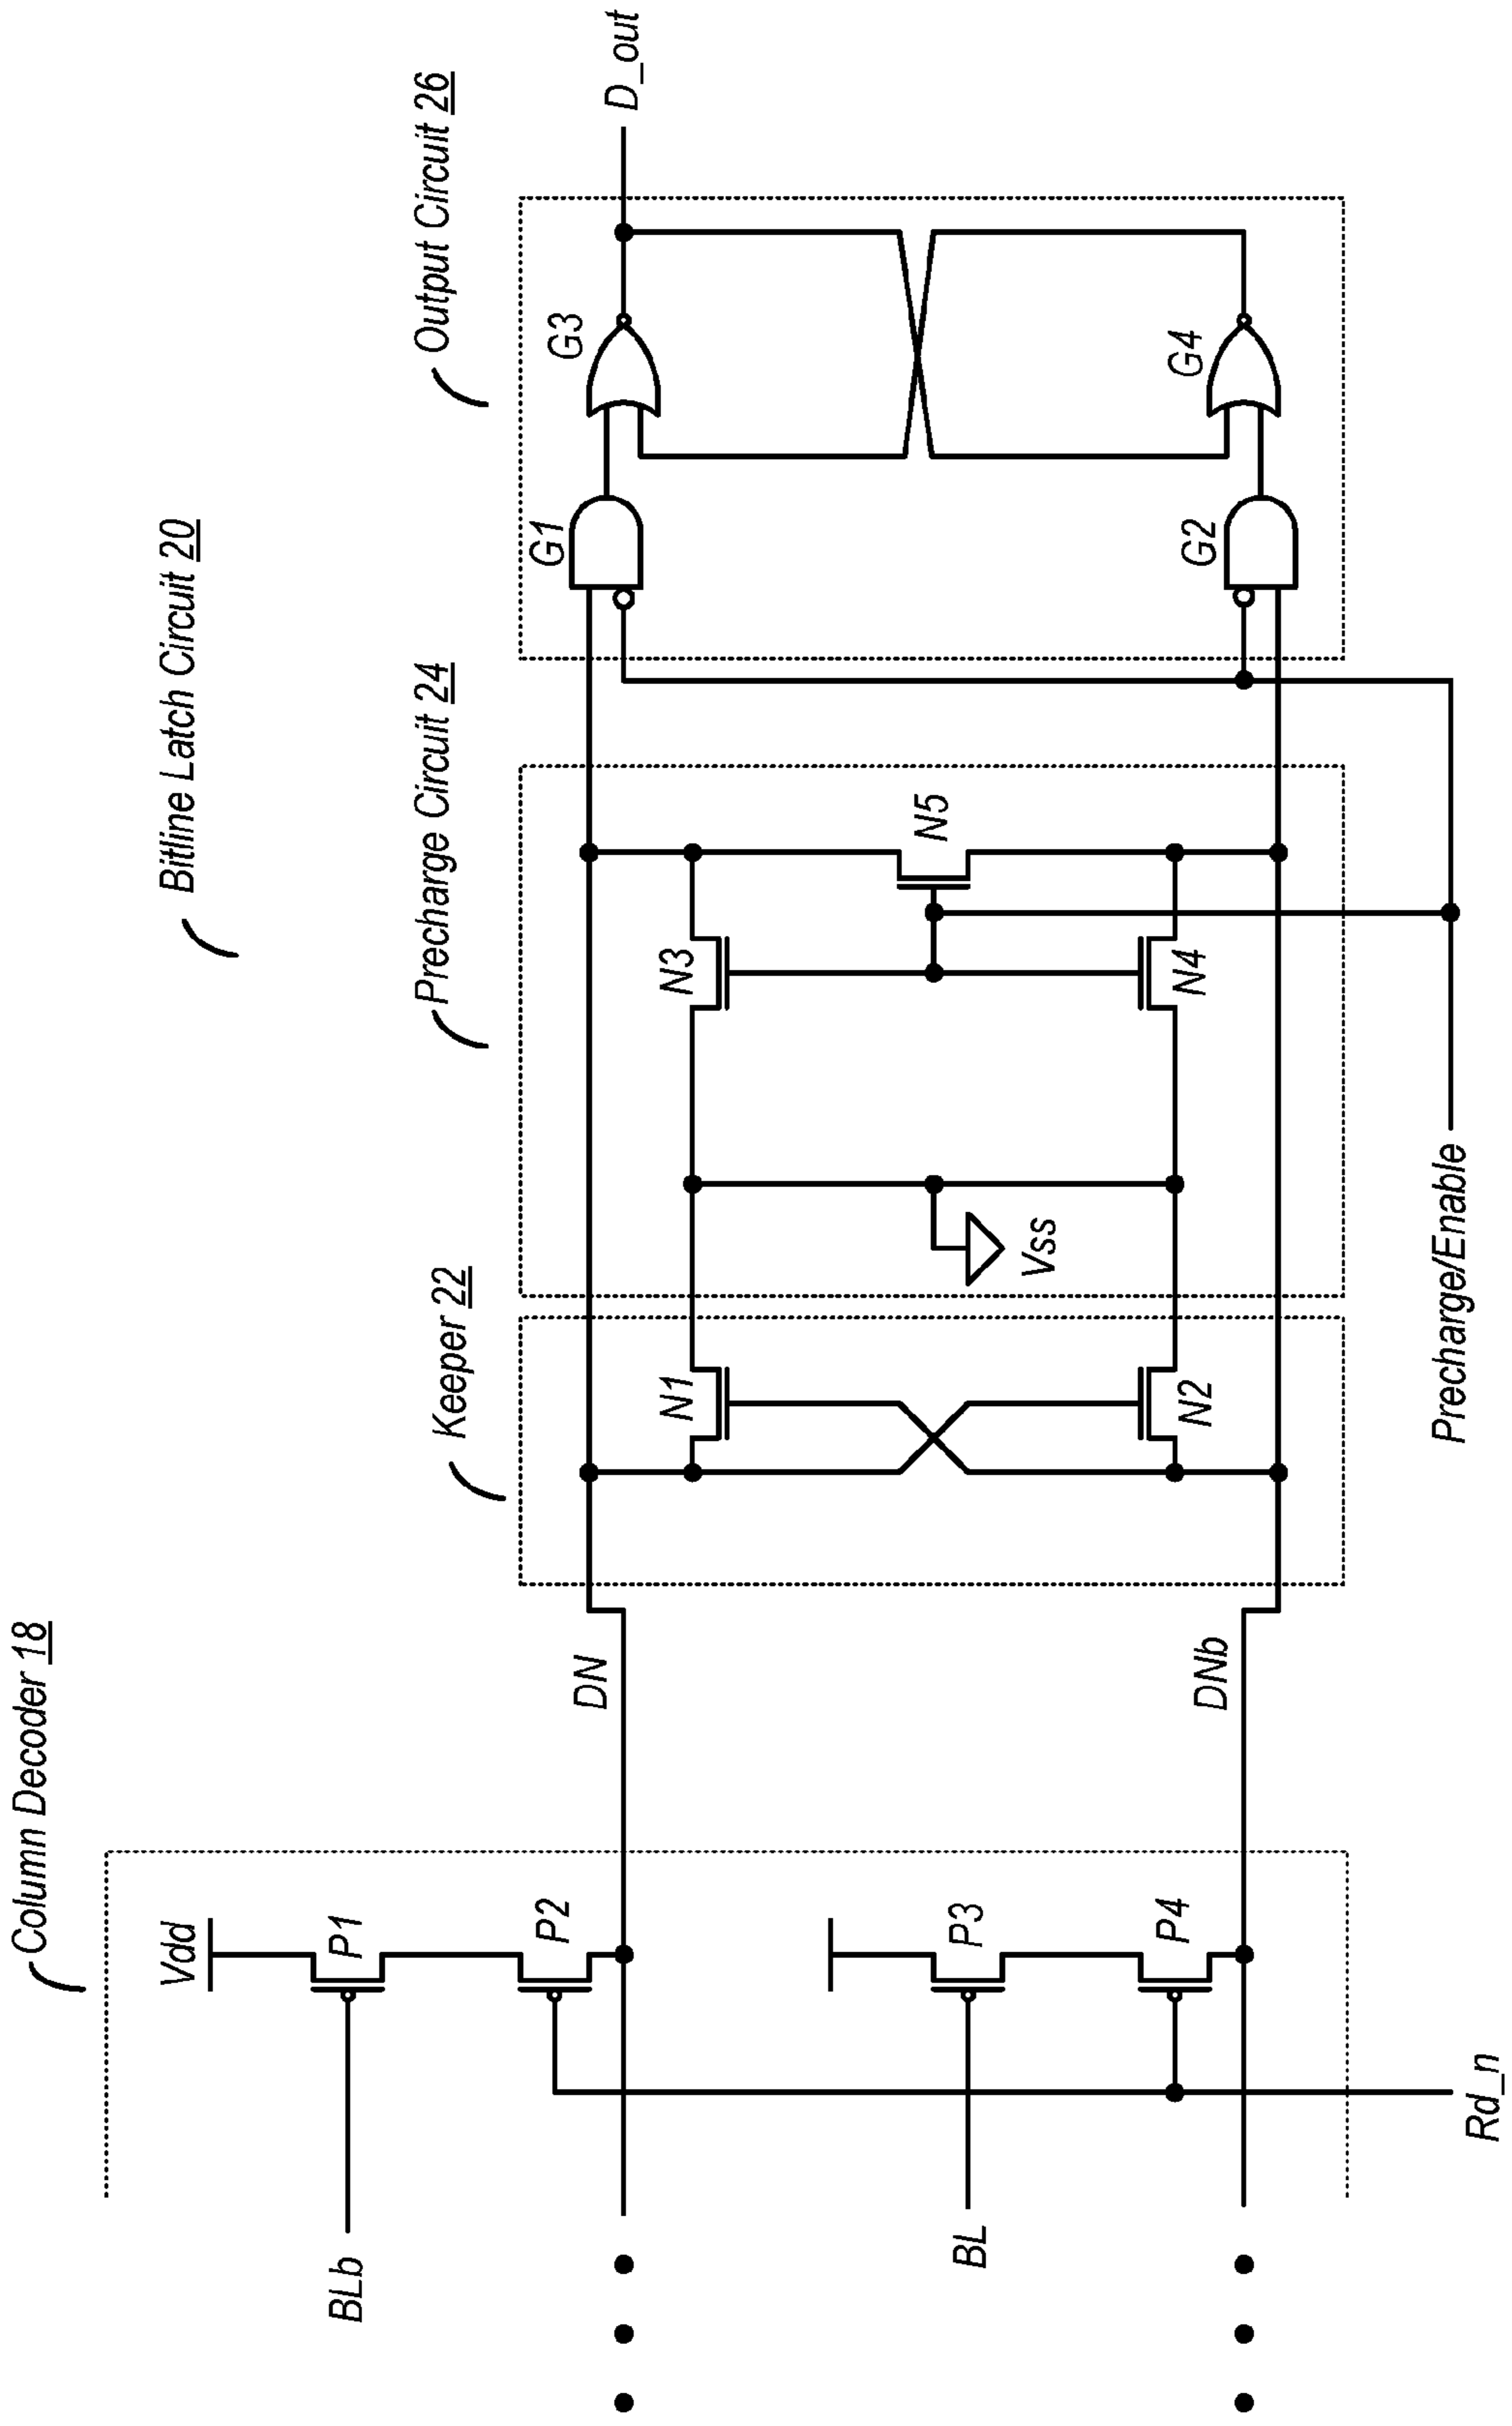 Column Decoder 18
Vdd
P1
BLb
P2
P3
BL
P4
Rd_n
DN
DNb
Bitline Latch Circuit 20
Keeper 22
N1
N2
Precharge Circuit 24
Vss
N3
N4
N5
Precharge/Enable
Output Circuit 26
G1
G2
G3
G4
D_out